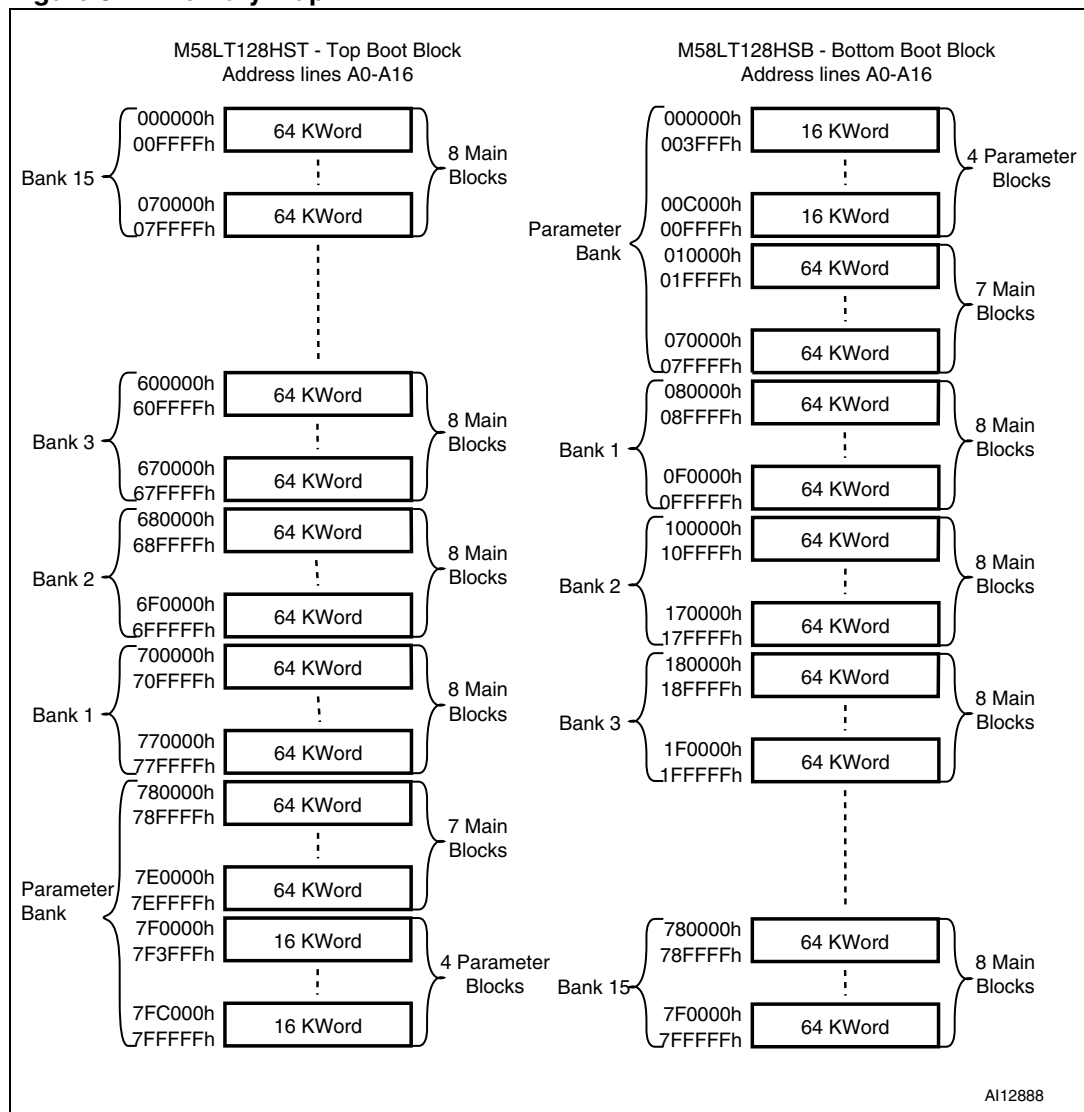 M58LT128HST - Top Boot Block
Address lines A0-A16
000000h
00FFFFh
64 KWord
Bank 15
8 Main
Blocks
070000h
07FFFFh
64 KWord
600000h
60FFFFh
64 KWord
Bank 3
8 Main
Blocks
670000h
67FFFFh
64 KWord
680000h
68FFFFh
64 KWord
Bank 2
8 Main
Blocks
6F0000h
6FFFFFh
64 KWord
700000h
70FFFFh
64 KWord
Bank 1
8 Main
Blocks
770000h
77FFFFh
64 KWord
780000h
78FFFFh
64 KWord
7 Main
Blocks
Parameter
Bank
7E0000h
7EFFFFh
64 KWord
7F0000h
7F3FFFh
16 KWord
4 Parameter
Blocks
7FC000h
7FFFFFh
16 KWord
M58LT128HSB - Bottom Boot Block
Address lines A0-A16
000000h
003FFFh
16 KWord
4 Parameter
Blocks
00C000h
00FFFFh
16 KWord
Parameter
Bank
010000h
01FFFFh
64 KWord
7 Main
Blocks
070000h
07FFFFh
64 KWord
080000h
08FFFFh
64 KWord
Bank 1
8 Main
Blocks
0F0000h
0FFFFFh
64 KWord
100000h
10FFFFh
64 KWord
Bank 2
8 Main
Blocks
170000h
17FFFFh
64 KWord
180000h
18FFFFh
64 KWord
Bank 3
8 Main
Blocks
1F0000h
1FFFFFh
64 KWord
780000h
78FFFFh
64 KWord
Bank 15
8 Main
Blocks
7F0000h
7FFFFFh
64 KWord
AI12888